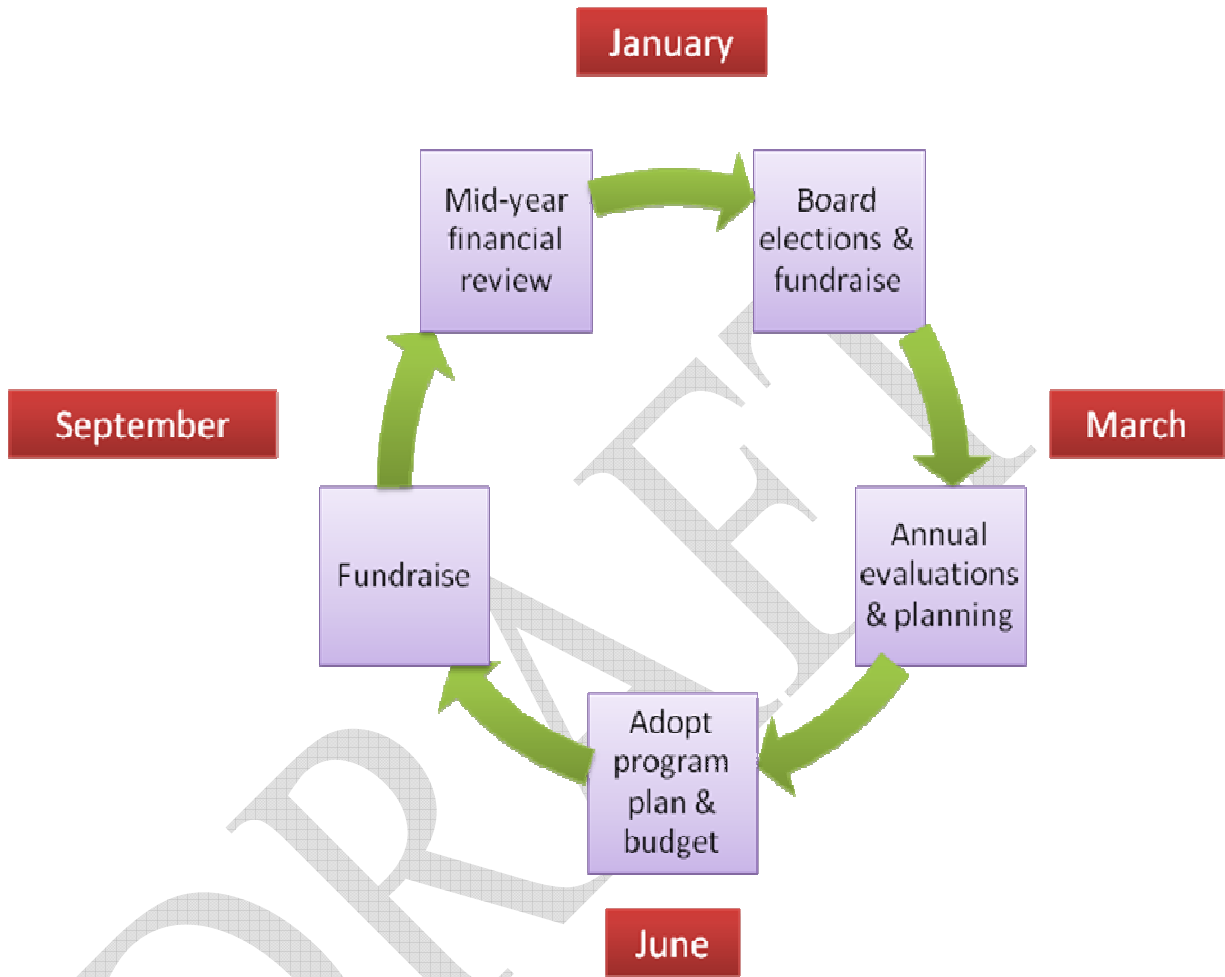 January
Mid-year
financial
review
Board
elections &
fundraise
September
March
Fundraise
Annual
evaluations
& planning
Adopt
program
plan &
budget
June
DRAFT